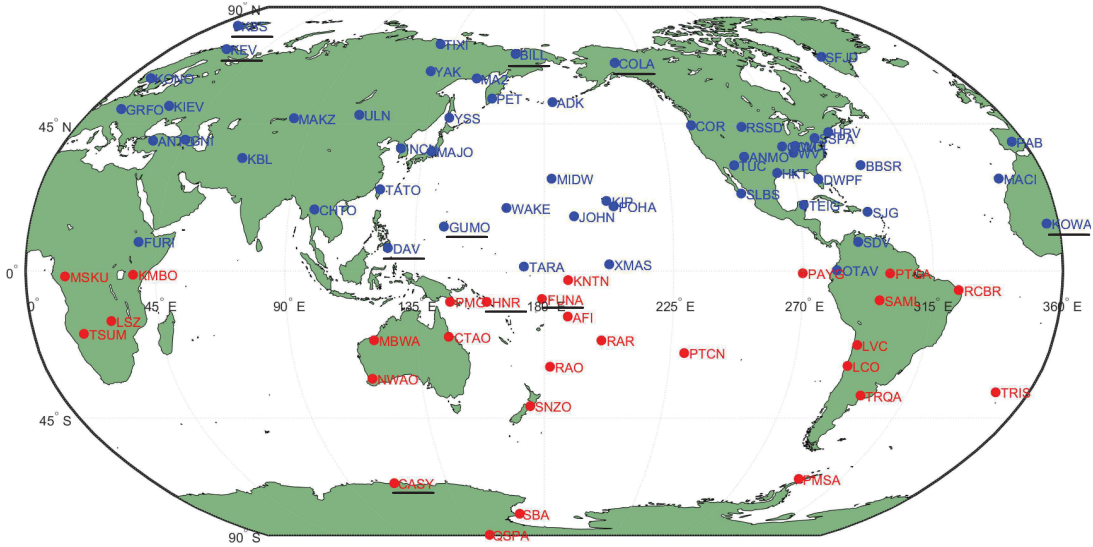 90° N
KBS
KEV
TIXI
BILL
COLA
SFJD
KONO
YAK
MA2
PET
ADK
GRFO
KIEV
MAKZ
ULN
YSS
45° N
COR
RSSD
HRV
SSPA
GNI
KBL
INCN
MAJO
ANMO
TUC
HKT
DWPF
BBSR
PAB
MACI
TATO
MIDW
KIP
POHA
SLBS
TEIG
SJG
CHTO
WAKE
JOHN
GUMO
KOWA
FURI
DAV
SDV
TARA
XMAS
0°
MSKU
KMBO
KNTN
PAYG
OTAV
PTGA
RCBR
0° E
45° E
90° E
135° E
180° E
225° E
270° E
315° E
360° E
PMG
HNR
FUNA
SAML
AFI
LSZ
TSUM
MBWA
CTAO
RAR
PTCN
LVC
RAO
LCO
NWAO
SNZO
TRQA
TRIS
45° S
CASY
PMSA
SBA
QSPA
90° S